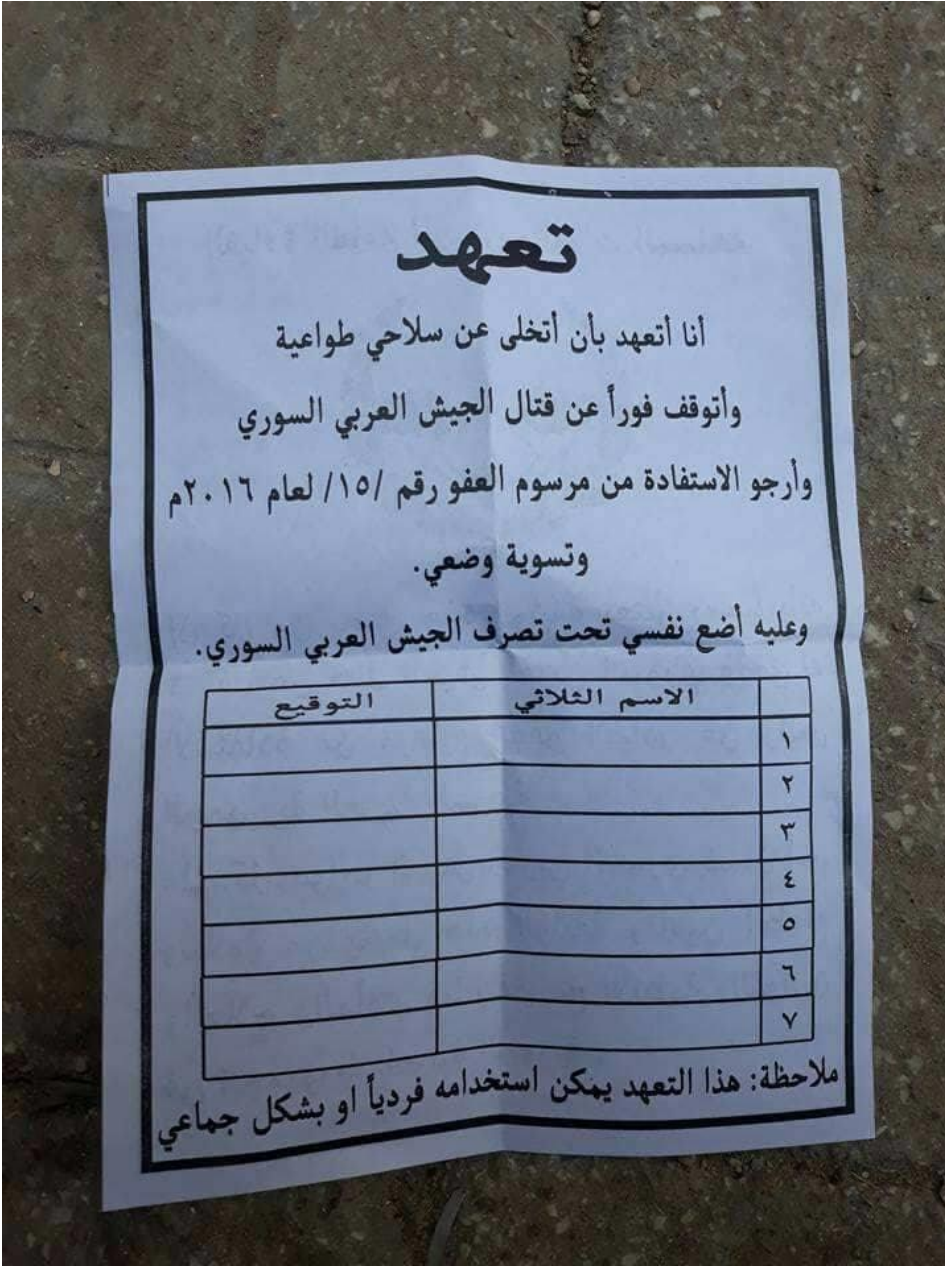 تعهد
أنا أتعهد بأن أتخلى عن سلاحي طواعية
وأتوقف فوراً عن قتال الجيش العربي السوري
وأرجو الاستفادة من مرسوم العفو رقم /١٥/ لعام ٢٠١٦م
وتسوية وضعي.
وعليه أضع نفسي تحت تصرف الجيش العربي السوري.
الاسم الثلاثي التوقيع
١
٢
٣
٤
٥
٦
٧
ملاحظة: هذا التعهد يمكن استخدامه فردياً او بشكل جماعي